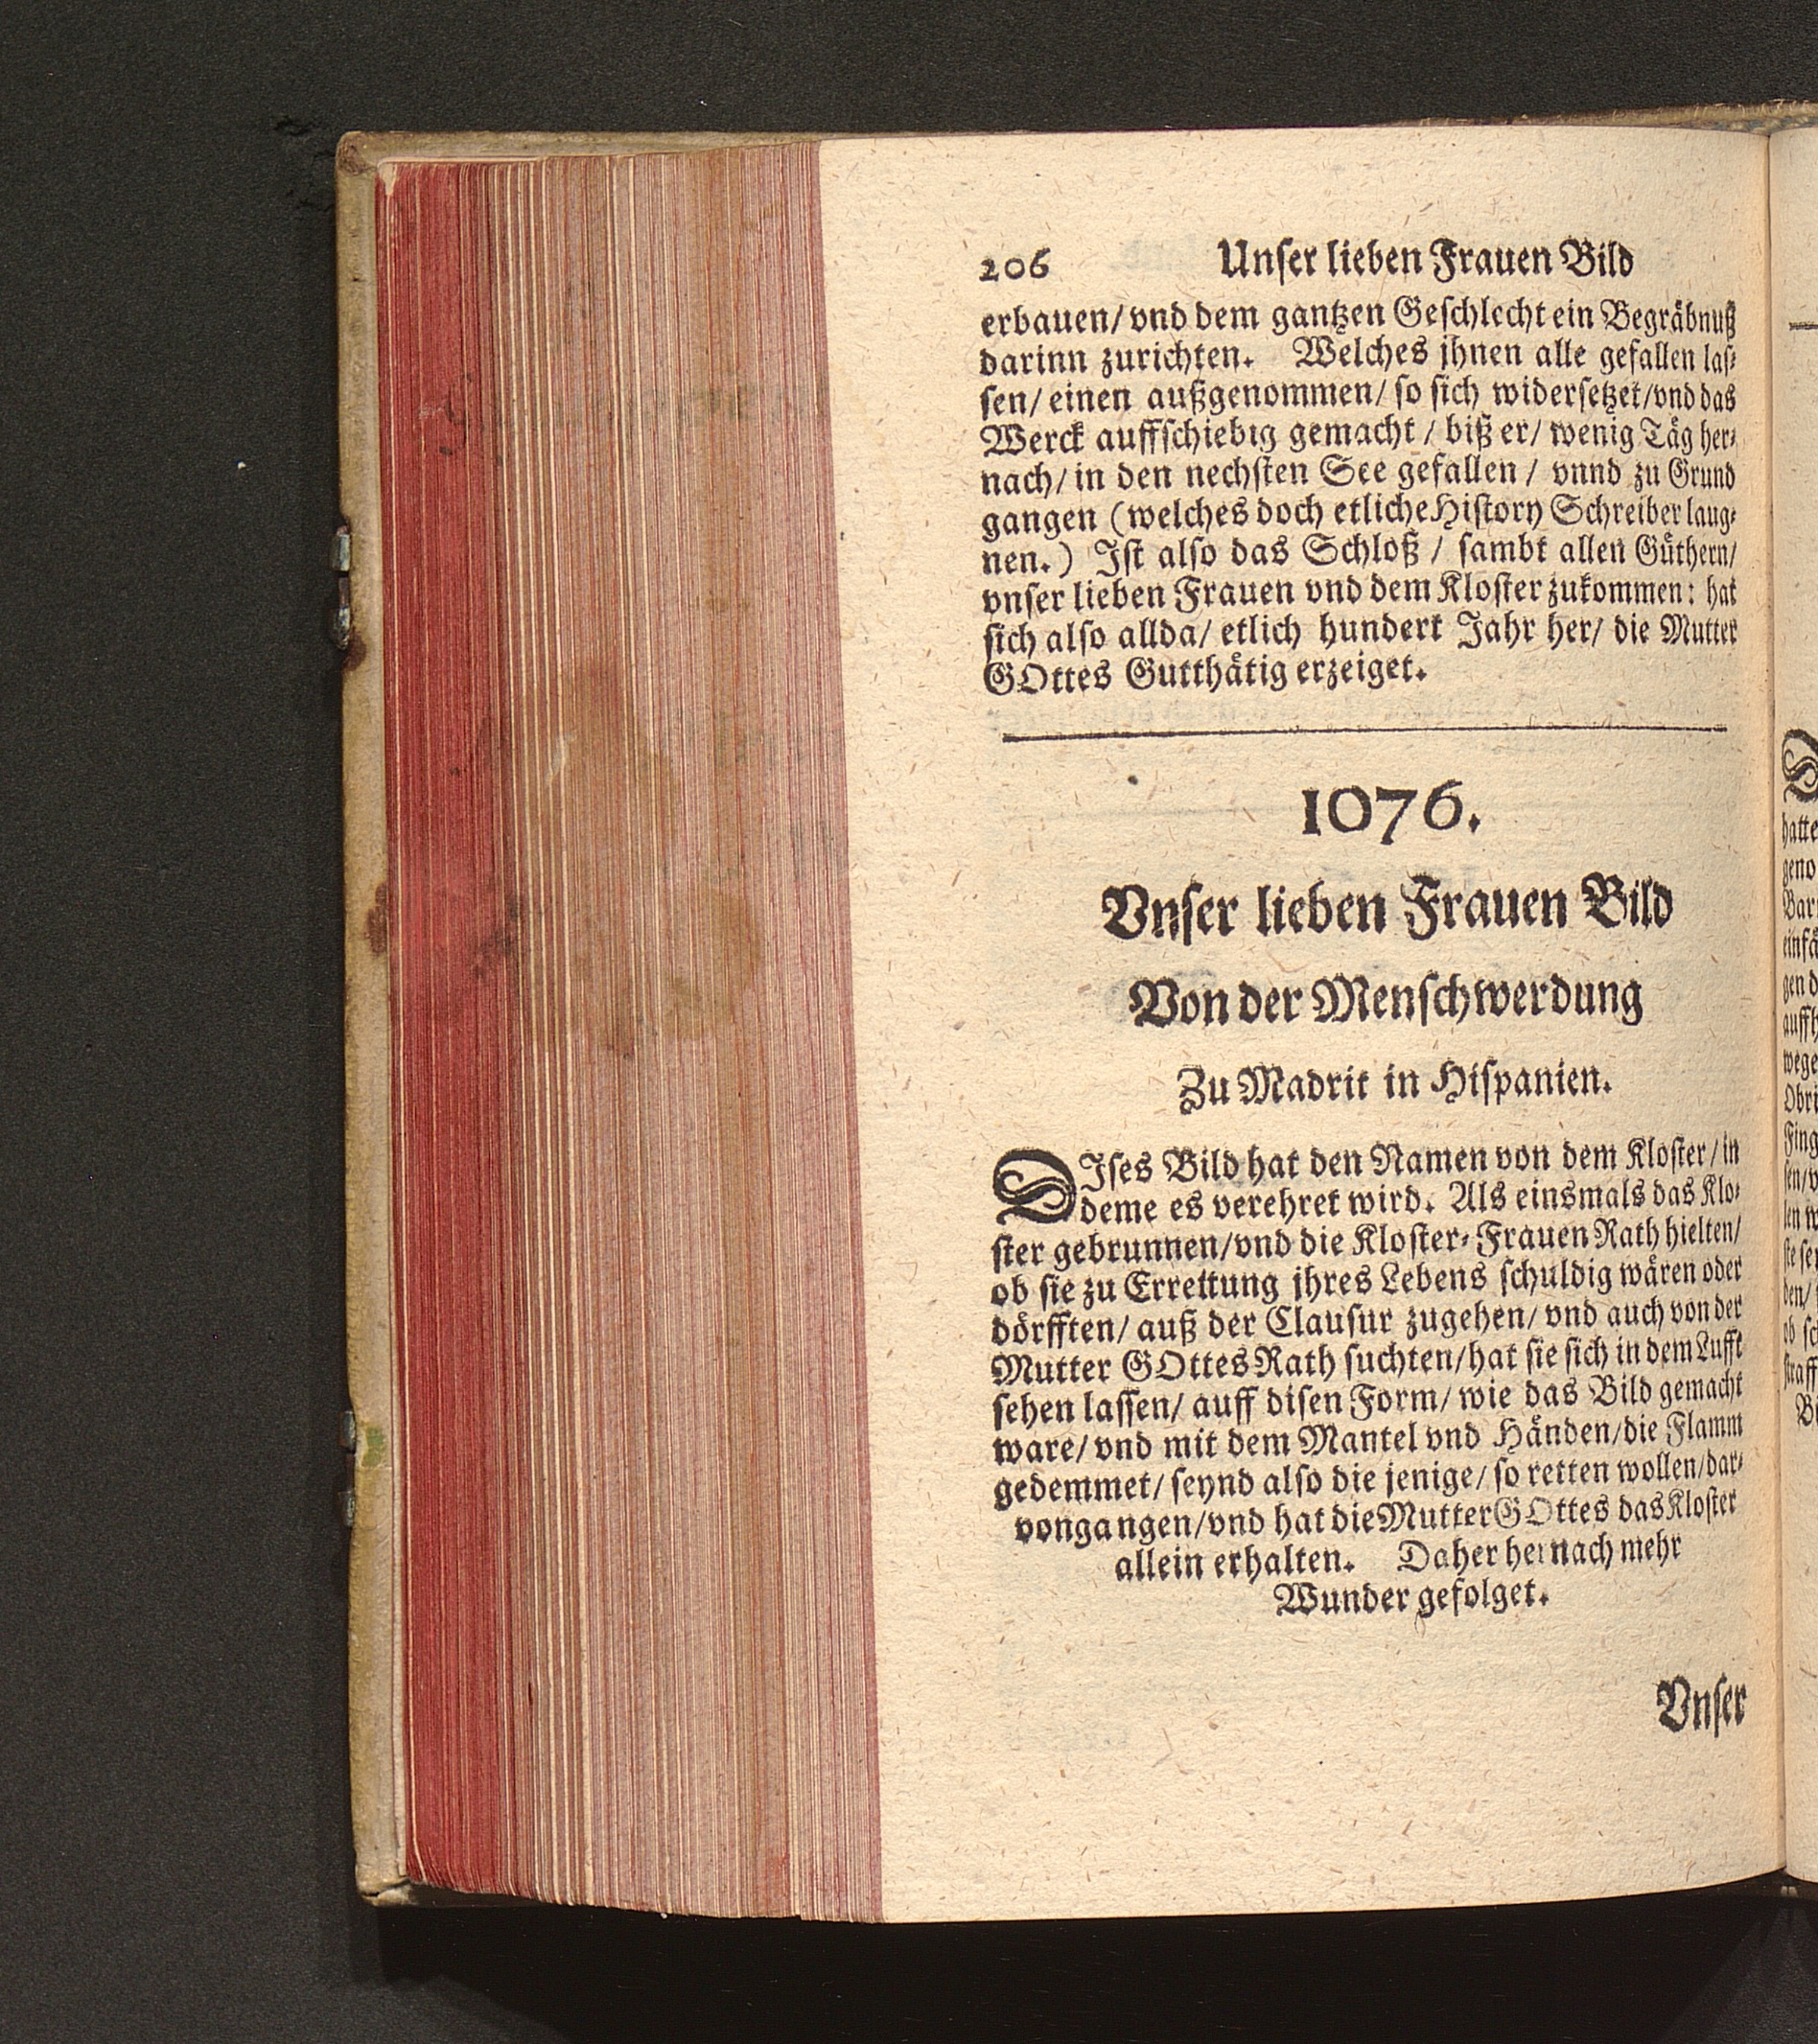 206 Unſer lieben Frauen Bild
erbauen/ vnd dem gantzen Geſchlecht ein Begräbnuß
darinn zurichten. Welches jhnen alle gefallen laſ⸗
ſen/ einen außgenommen/ ſo ſich widerſetzet/ vnd das
Werck auffſchiebig gemacht / biß er/ wenig Täg her⸗
nach/ in den nechſten See gefallen / vnnd zu Grund
gangen (welches doch etliche Hiſtory Schreiber laug⸗
nen.) Iſt alſo das Schloß / ſambt allen Güthern/
vnſer lieben Frauen vnd dem Kloſter zukommen: hat
ſich alſo allda/ etlich hundert Jahr her/ die Mutter
GOttes Gutthätig erzeiget.
1076.
Vnſer lieben Frauen Bild
Von der Menſchwerdung
Zu Madrit in Hiſpanien.
DIſes Bild hat den Namen von dem Kloſter/ in
deme es verehret wird. Als einsmals das Klo⸗
ſter gebrunnen/ vnd die Kloſter⸗Frauen Rath hielten/
ob ſie zu Errettung jhres Lebens ſchuldig wären oder
dörfften/ auß der Clauſur zugehen/ vnd auch von der
Mutter GOttes Rath ſuchten/ hat ſie ſich in dem Lufft
ſehen laſſen/ auff diſen Form/ wie das Bild gemacht
ware/ vnd mit dem Mantel vnd Händen/ die Flamm
gedemmet/ ſeynd alſo die jenige/ ſo retten wollen/ dar⸗
vongangen/ vnd hat die Mutter GOttes das Kloſter
allein erhalten. Daher hernach mehr
Wunder gefolget.
Vnſer